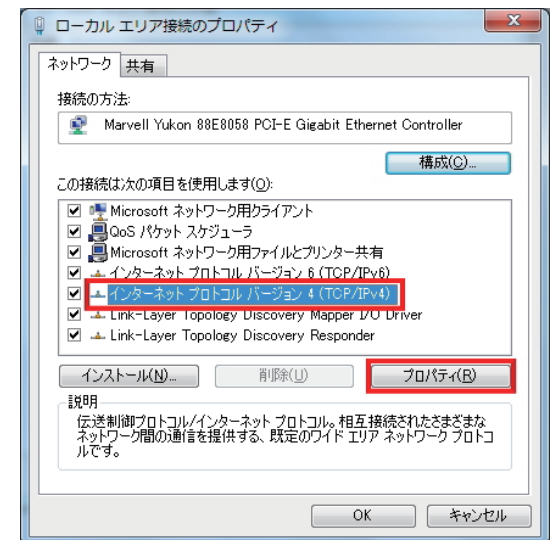 ローカル エリア接続のプロパティ
ネットワーク 共有
接続の方法:
Marvell Yukon 88E8058 PCI-E Gigabit Ethernet Controller
構成(C)...
この接続は次の項目を使用します(O):
Microsoft ネットワーク用クライアント
QoS パケット スケジューラ
Microsoft ネットワーク用ファイルとプリンター共有
インターネット プロトコル バージョン 6 (TCP/IPv6)
インターネット プロトコル バージョン 4 (TCP/IPv4)
Link-Layer Topology Discovery Mapper I/O Driver
Link-Layer Topology Discovery Responder
インストール(N)... 削除(U) プロパティ(R)
説明
伝送制御プロトコル/インターネット プロトコル。相互接続されたさまざまな
ネットワーク間の通信を提供する、既定のワイド エリア ネットワーク プロトコ
ルです。
OK キャンセル